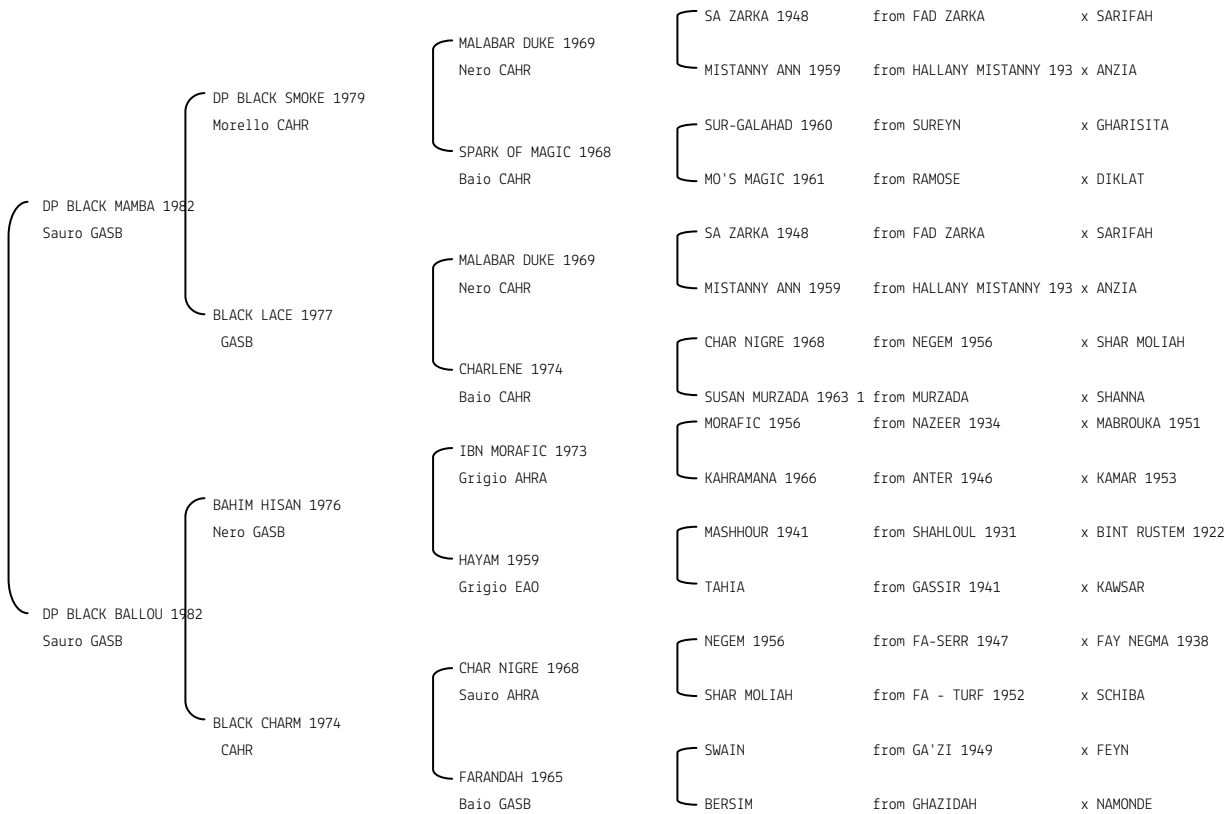 SA ZARKA 1948 from FAD ZARKA x SARIFAH
MALABAR DUKE 1969
Nero CAHR
MISTANNY ANN 1959 from HALLANY MISTANNY 193 x ANZIA
DP BLACK SMOKE 1979
Morello CAHR
SUR-GALAHAD 1960 from SUREYN x GHARISITA
SPARK OF MAGIC 1968
Baio CAHR
MO'S MAGIC 1961 from RAMOSE x DIKLAT
DP BLACK MAMBA 1982
Sauro GASB
SA ZARKA 1948 from FAD ZARKA x SARIFAH
MALABAR DUKE 1969
Nero CAHR
MISTANNY ANN 1959 from HALLANY MISTANNY 193 x ANZIA
BLACK LACE 1977
GASB
CHAR NIGRE 1968 from NEGEM 1956 x SHAR MOLIAH
CHARLENE 1974
Baio CAHR
SUSAN MURZADA 1963 1 from MURZADA x SHANNA
MORAFIC 1956 from NAZEER 1934 x MABROUKA 1951
IBN MORAFIC 1973
Grigio AHRA
KAHRAMANA 1966 from ANTER 1946 x KAMAR 1953
BAHIM HISAN 1976
Nero GASB
MASHHOUR 1941 from SHAHLOUL 1931 x BINT RUSTEM 1922
HAYAM 1959
Grigio EAO
TAHIA from GASSIR 1941 x KAWSAR
DP BLACK BALLOU 1982
Sauro GASB
NEGEM 1956 from FA-SERR 1947 x FAY NEGMA 1938
CHAR NIGRE 1968
Sauro AHRA
SHAR MOLIAH from FA - TURF 1952 x SCHIBA
BLACK CHARM 1974
CAHR
SWAIN from GA'ZI 1949 x FEYN
FARANDAH 1965
Baio GASB
BERSIM from GHAZIDAH x NAMONDE